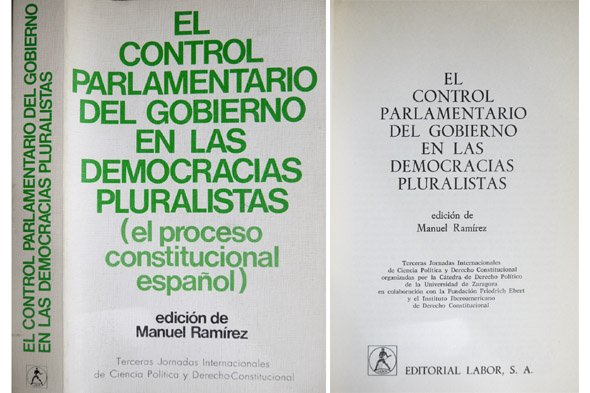 EL CONTROL PARLAMENTARIO DEL GOBIERNO
EN LAS DEMOCRACIAS PLURALISTAS
EL
CONTROL
PARLAMENTARIO
DEL GOBIERNO
EN LAS
DEMOCRACIAS
PLURALISTAS
(el proceso
constitucional
español)
edición de
Manuel Ramírez
Terceras Jornadas Internacionales
de Ciencia Política y Derecho Constitucional
EL
CONTROL
PARLAMENTARIO
DEL GOBIERNO
EN LAS
DEMOCRACIAS
PLURALISTAS
edición de
Manuel Ramírez
Terceras Jornadas Internacionales
de Ciencia Política y Derecho Constitucional
organizadas por la Cátedra de Derecho Político
de la Universidad de Zaragoza
en colaboración con la Fundación Friedrich Ebert
y el Instituto Iberoamericano
de Derecho Constitucional
EDITORIAL LABOR, S. A.